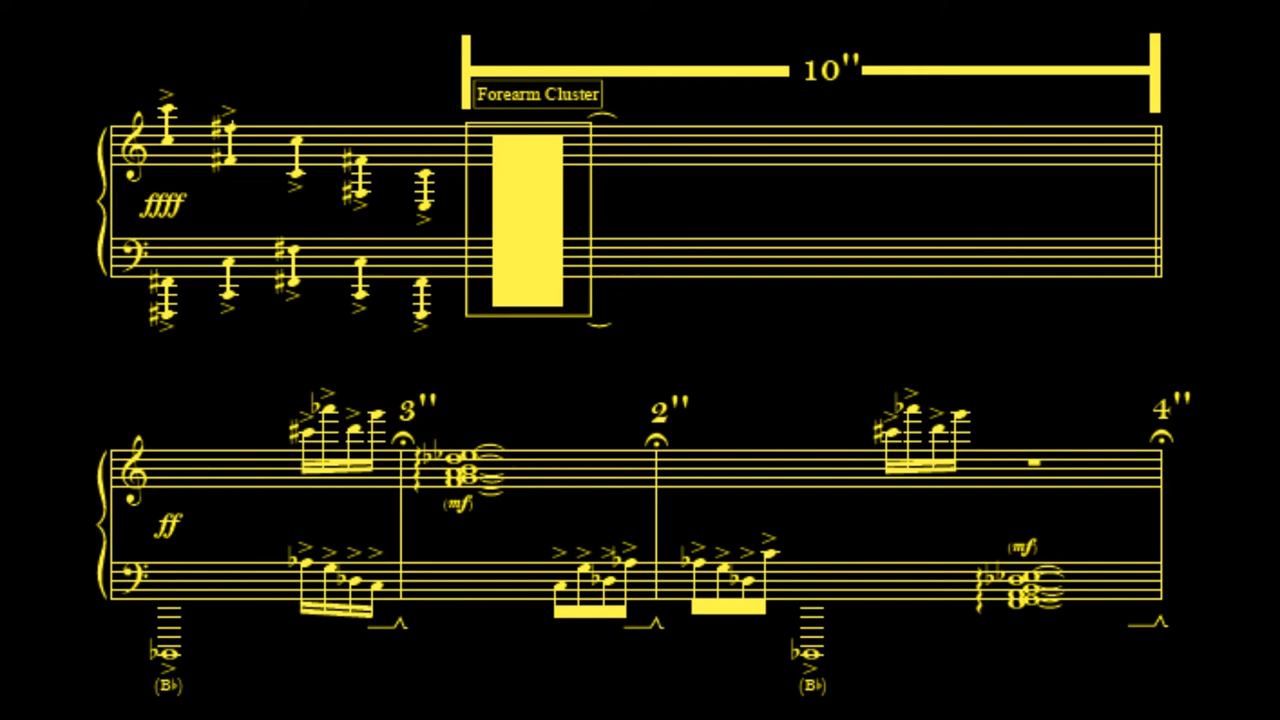 10"
Forearm Cluster
ffff
3" 2" 4"
(mf)
ff
(mf)
(B♭) (B♭)